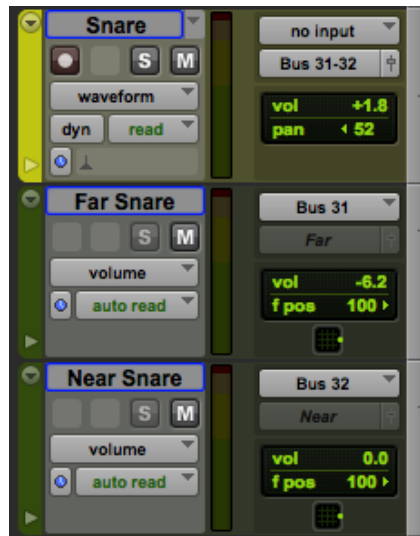 Snare
no input
S M
Bus 31-32
waveform
vol +1.8
dyn read
pan ◂ 52
Far Snare
Bus 31
S M
Far
volume
vol -6.2
auto read
f pos 100 ▸
Near Snare
Bus 32
S M
Near
volume
vol 0.0
auto read
f pos 100 ▸